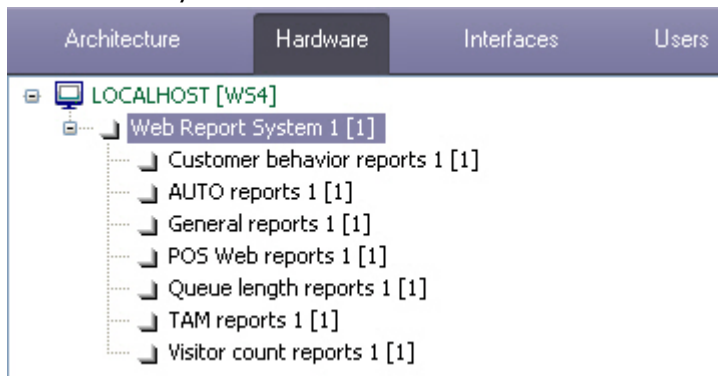 Architecture Hardware Interfaces Users
LOCALHOST [WS4]
Web Report System 1 [1]
Customer behavior reports 1 [1]
AUTO reports 1 [1]
General reports 1 [1]
POS Web reports 1 [1]
Queue length reports 1 [1]
TAM reports 1 [1]
Visitor count reports 1 [1]